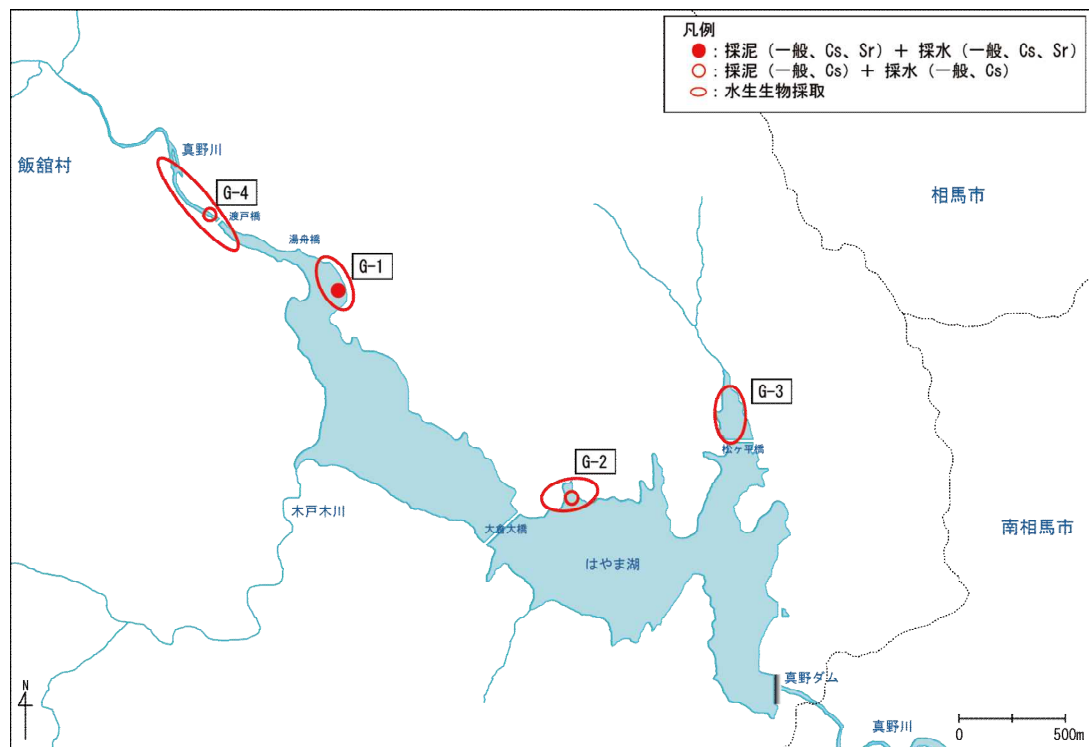 凡例
●：採泥（一般、Cs、Sr）＋ 採水（一般、Cs、Sr）
○：採泥（一般、Cs）＋ 採水（一般、Cs）
：水生生物採取
真野川
飯舘村
G-4
渡戸橋
相馬市
湯舟橋
G-1
G-3
松ヶ平橋
G-2
木戸木川
大倉大橋
南相馬市
はやま湖
真野ダム
N
真野川
0
500m